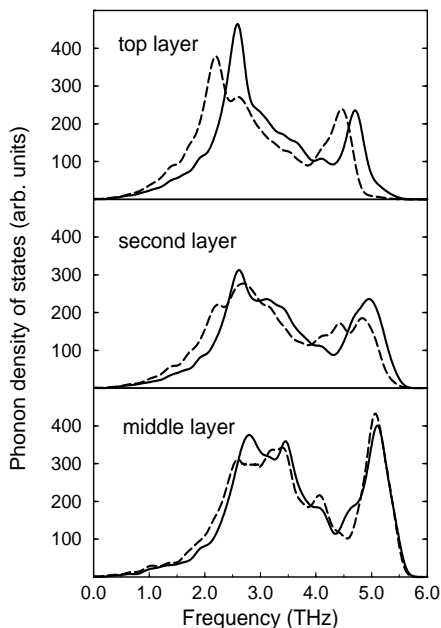 Phonon density of states (arb. units)
top layer
400
300
200
100
second layer
400
300
200
100
middle layer
400
300
200
100
0.0 1.0 2.0 3.0 4.0 5.0 6.0
Frequency (THz)